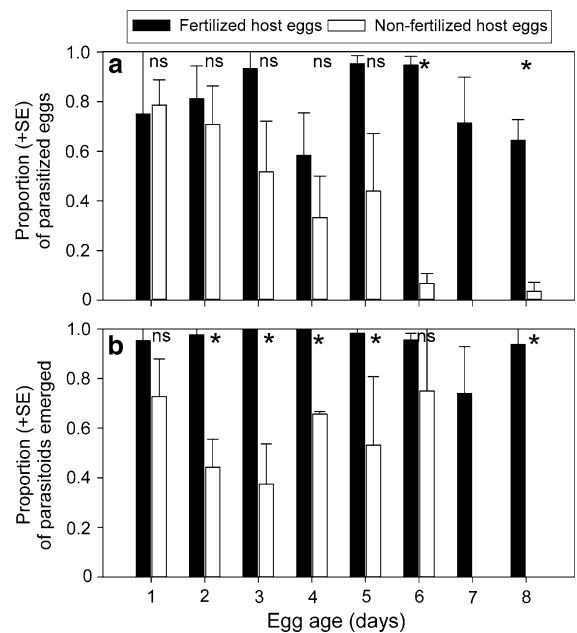 Fertilized host eggs Non-fertilized host eggs
a
ns ns ns ns ns * *
Proportion (+SE)
of parasitized eggs
1.0
0.8
0.6
0.4
0.2
0
b
ns * * * * ns *
Proportion (+SE)
of parasitoids emerged
1.0
0.8
0.6
0.4
0.2
0
1 2 3 4 5 6 7 8
Egg age (days)